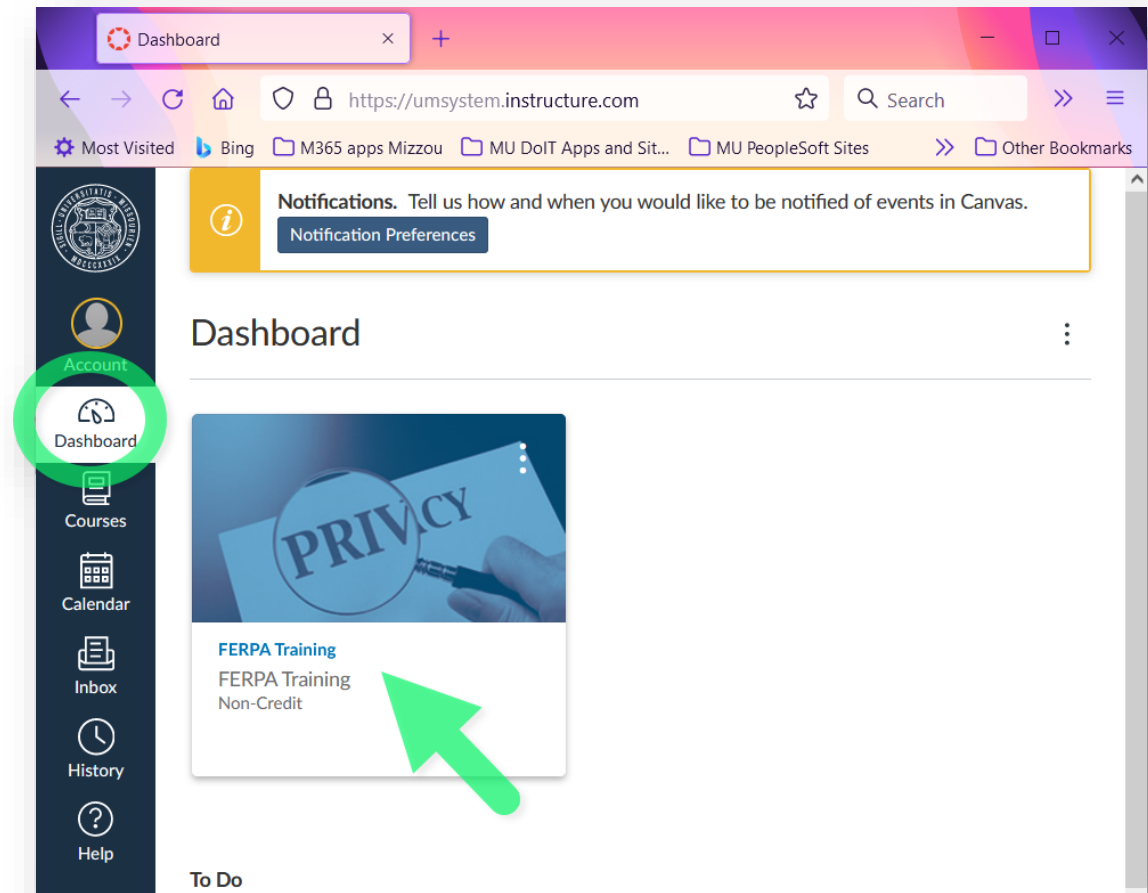 Dashboard
https://umsystem.instructure.com
Search
Most Visited
Bing
M365 apps Mizzou
MU DoIT Apps and Sit...
MU PeopleSoft Sites
Other Bookmarks
Notifications. Tell us how and when you would like to be notified of events in Canvas.
Notification Preferences
Account
Dashboard
Courses
Calendar
Inbox
History
Help
Dashboard
PRIVACY
FERPA Training
FERPA Training
Non-Credit
To Do